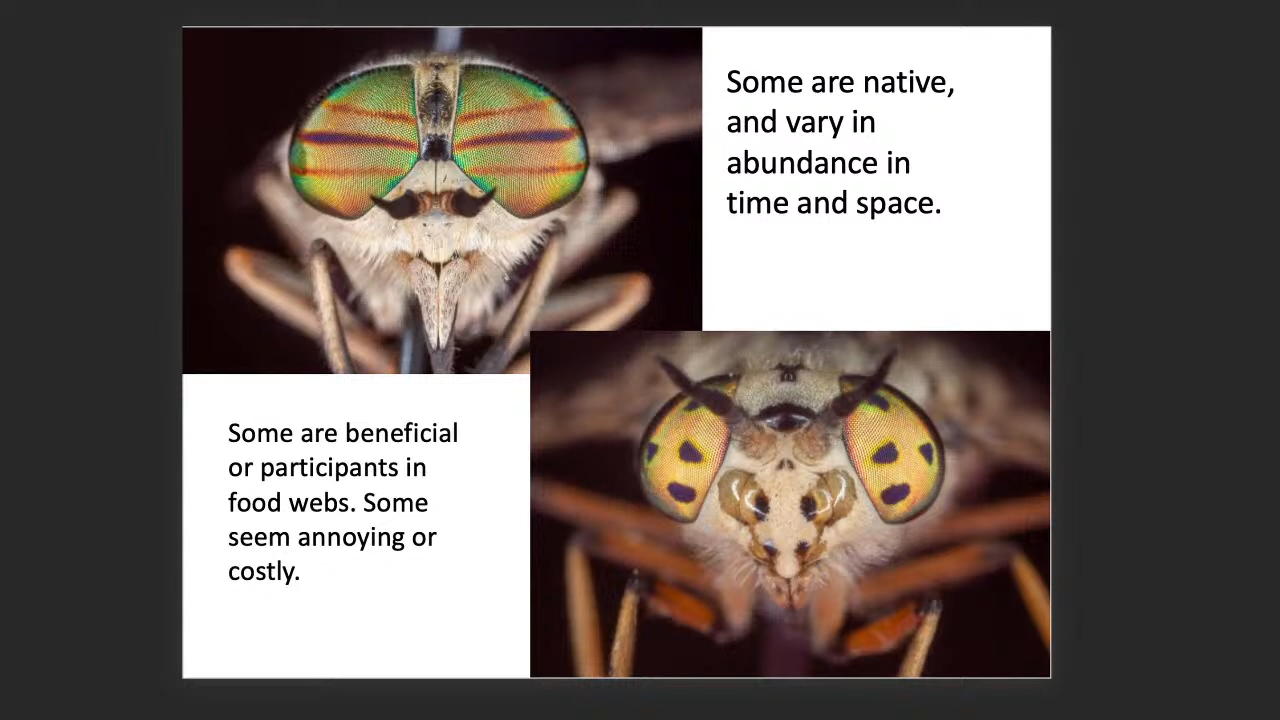 Some are native,
and vary in
abundance in
time and space.
Some are beneficial
or participants in
food webs. Some
seem annoying or
costly.